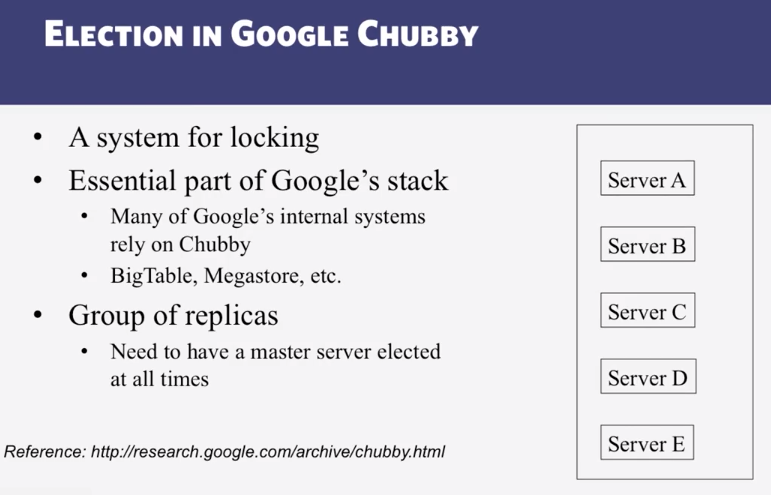 ELECTION IN GOOGLE CHUBBY
• A system for locking
• Essential part of Google's stack
• Many of Google's internal systems
rely on Chubby
• BigTable, Megastore, etc.
• Group of replicas
• Need to have a master server elected
at all times
Reference: http://research.google.com/archive/chubby.html
Server A
Server B
Server C
Server D
Server E